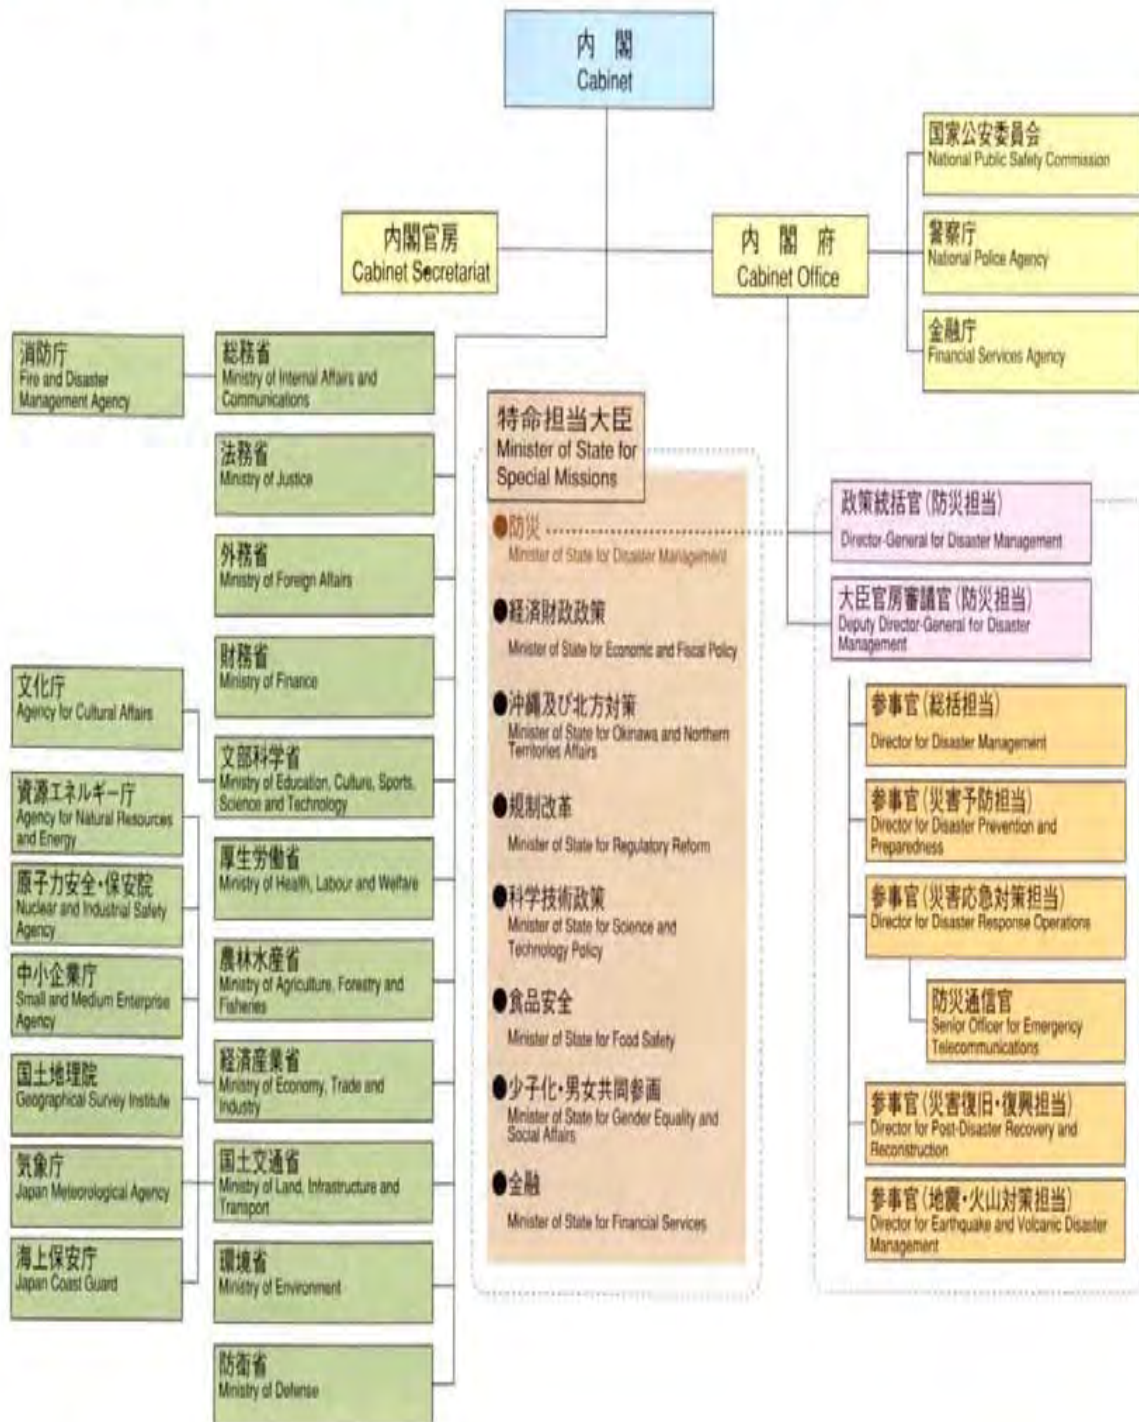 内閣
Cabinet
国家公安委員会
National Public Safety Commission
内閣官房
Cabinet Secretariat
内閣府
Cabinet Office
警察庁
National Police Agency
金融庁
Financial Services Agency
消防庁
Fire and Disaster
Management Agency
総務省
Ministry of Internal Affairs and
Communications
法務省
Ministry of Justice
外務省
Ministry of Foreign Affairs
財務省
Ministry of Finance
文化庁
Agency for Cultural Affairs
文部科学省
Ministry of Education, Culture, Sports,
Science and Technology
資源エネルギー庁
Agency for Natural Resources
and Energy
厚生労働省
Ministry of Health, Labour and Welfare
原子力安全・保安院
Nuclear and Industrial Safety
Agency
農林水産省
Ministry of Agriculture, Forestry and
Fisheries
中小企業庁
Small and Medium Enterprise
Agency
経済産業省
Ministry of Economy, Trade and
Industry
国土地理院
Geographical Survey Institute
国土交通省
Ministry of Land, Infrastructure and
Transport
気象庁
Japan Meteorological Agency
海上保安庁
Japan Coast Guard
環境省
Ministry of Environment
防衛省
Ministry of Defense
特命担当大臣
Minister of State for
Special Missions
●防災
Minister of State for Disaster Management
●経済財政政策
Minister of State for Economic and Fiscal Policy
●沖縄及び北方対策
Minister of State for Okinawa and Northern
Territories Affairs
●規制改革
Minister of State for Regulatory Reform
●科学技術政策
Minister of State for Science and
Technology Policy
●食品安全
Minister of State for Food Safety
●少子化・男女共同参画
Minister of State for Gender Equality and
Social Affairs
●金融
Minister of State for Financial Services
政策統括官(防災担当)
Director-General for Disaster Management
大臣官房審議官(防災担当)
Deputy Director-General for Disaster
Management
参事官(総括担当)
Director for Disaster Management
参事官(災害予防担当)
Director for Disaster Prevention and
Preparedness
参事官(災害応急対策担当)
Director for Disaster Response Operations
防災通信官
Senior Officer for Emergency
Telecommunications
参事官(災害復旧・復興担当)
Director for Post-Disaster Recovery and
Reconstruction
参事官(地震・火山対策担当)
Director for Earthquake and Volcanic Disaster
Management